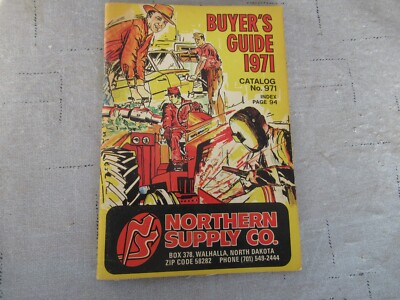 BUYER'S
GUIDE
1971
CATALOG
No. 971
INDEX
PAGE 94
NORTHERN
SUPPLY CO.
BOX 378, WALHALLA, NORTH DAKOTA
ZIP CODE 58282 PHONE (701) 549-2444